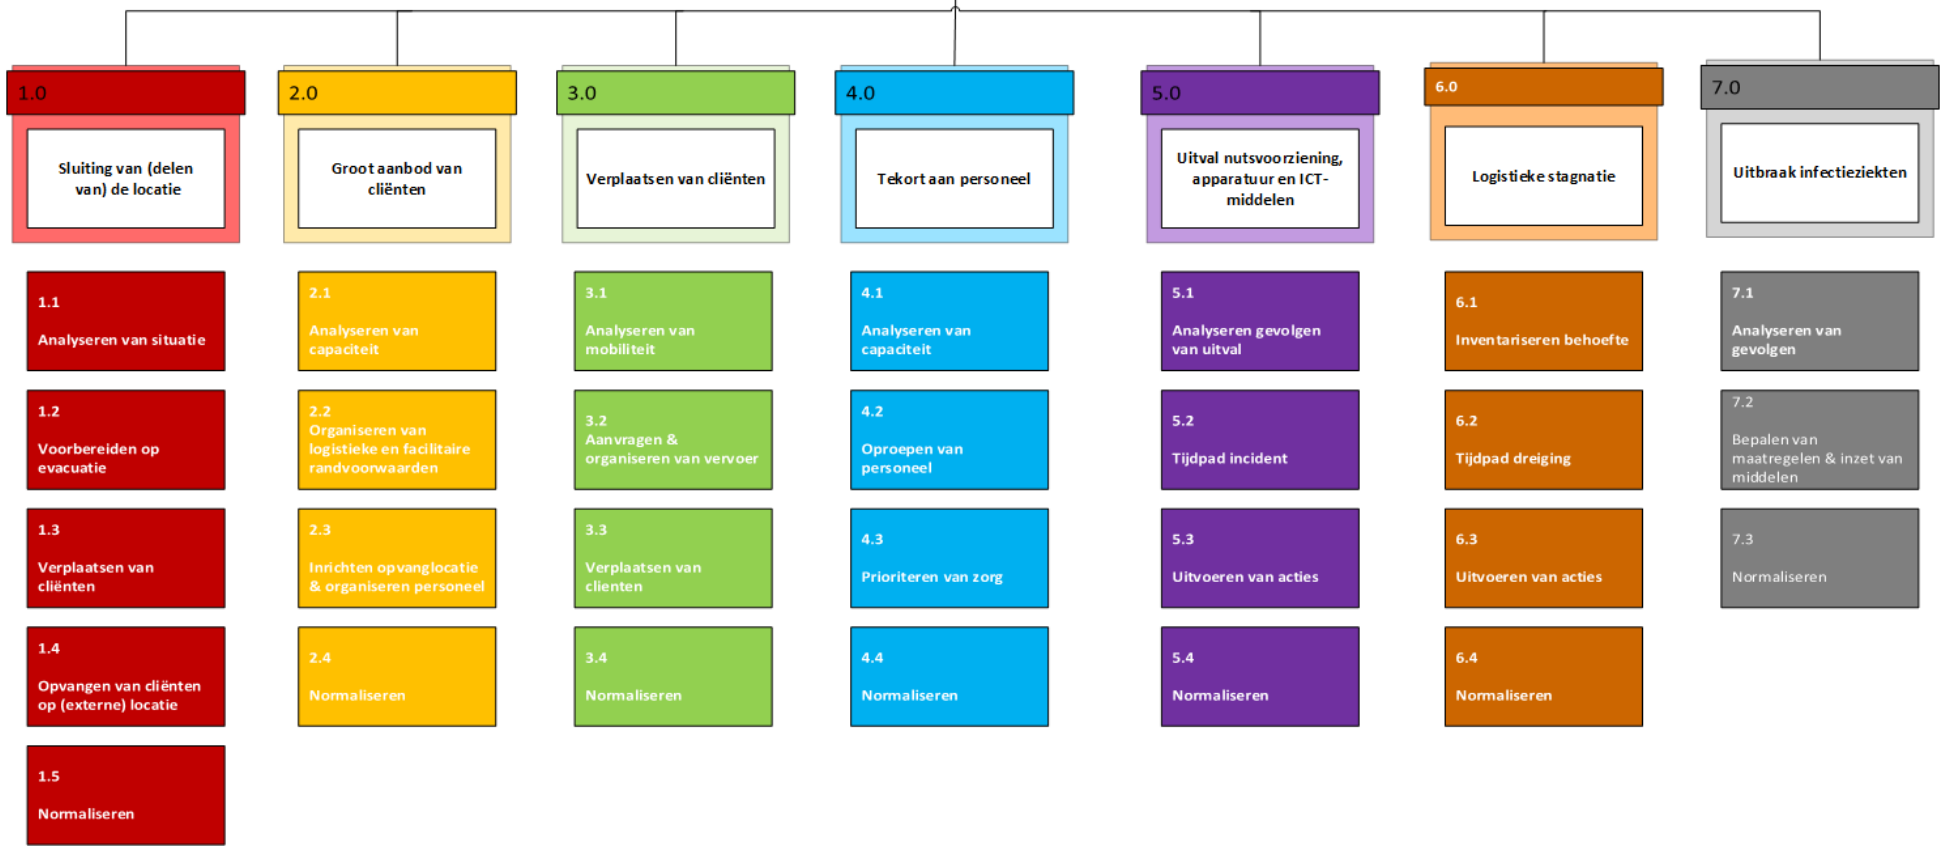 1.0
Sluiting van (delen
van) de locatie
1.1
Analyseren van situatie
1.2
Voorbereiden op
evacuatie
1.3
Verplaatsen van
cliënten
1.4
Opvangen van cliënten
op (externe) locatie
1.5
Normaliseren
2.0
Groot aanbod van
cliënten
2.1
Analyseren van
capaciteit
2.2
Organiseren van
logistieke en facilitaire
randvoorwaarden
2.3
Inrichten opvanglocatie
& organiseren personeel
2.4
Normaliseren
3.0
Verplaatsen van cliënten
3.1
Analyseren van
mobiliteit
3.2
Aanvragen &
organiseren van vervoer
3.3
Verplaatsen van
clienten
3.4
Normaliseren
4.0
Tekort aan personeel
4.1
Analyseren van
capaciteit
4.2
Oproepen van
personeel
4.3
Prioriteren van zorg
4.4
Normaliseren
5.0
Uitval nutsvoorziening,
apparatuur en ICT-
middelen
5.1
Analyseren gevolgen
van uitval
5.2
Tijdpad incident
5.3
Uitvoeren van acties
5.4
Normaliseren
6.0
Logistieke stagnatie
6.1
Inventariseren behoefte
6.2
Tijdpad dreiging
6.3
Uitvoeren van acties
6.4
Normaliseren
7.0
Uitbraak infectieziekten
7.1
Analyseren van
gevolgen
7.2
Bepalen van
maatregelen & inzet van
middelen
7.3
Normaliseren